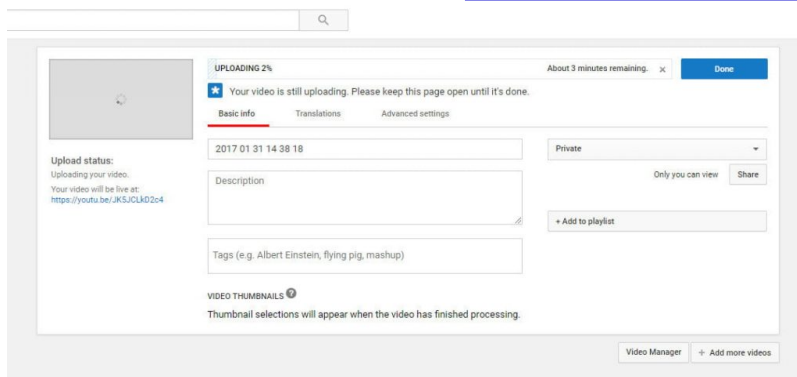 UPLOADING 2%
About 3 minutes remaining. x
Done
Your video is still uploading. Please keep this page open until it's done.
Basic info Translations Advanced settings
Upload status:
Uploading your video.
Your video will be live at:
https://youtu.be/JK5JCLkD2c4
2017 01 31 14 38 18
Description
Tags (e.g. Albert Einstein, flying pig, mashup)
Private
Only you can view Share
+ Add to playlist
VIDEO THUMBNAILS ?
Thumbnail selections will appear when the video has finished processing.
Video Manager + Add more videos